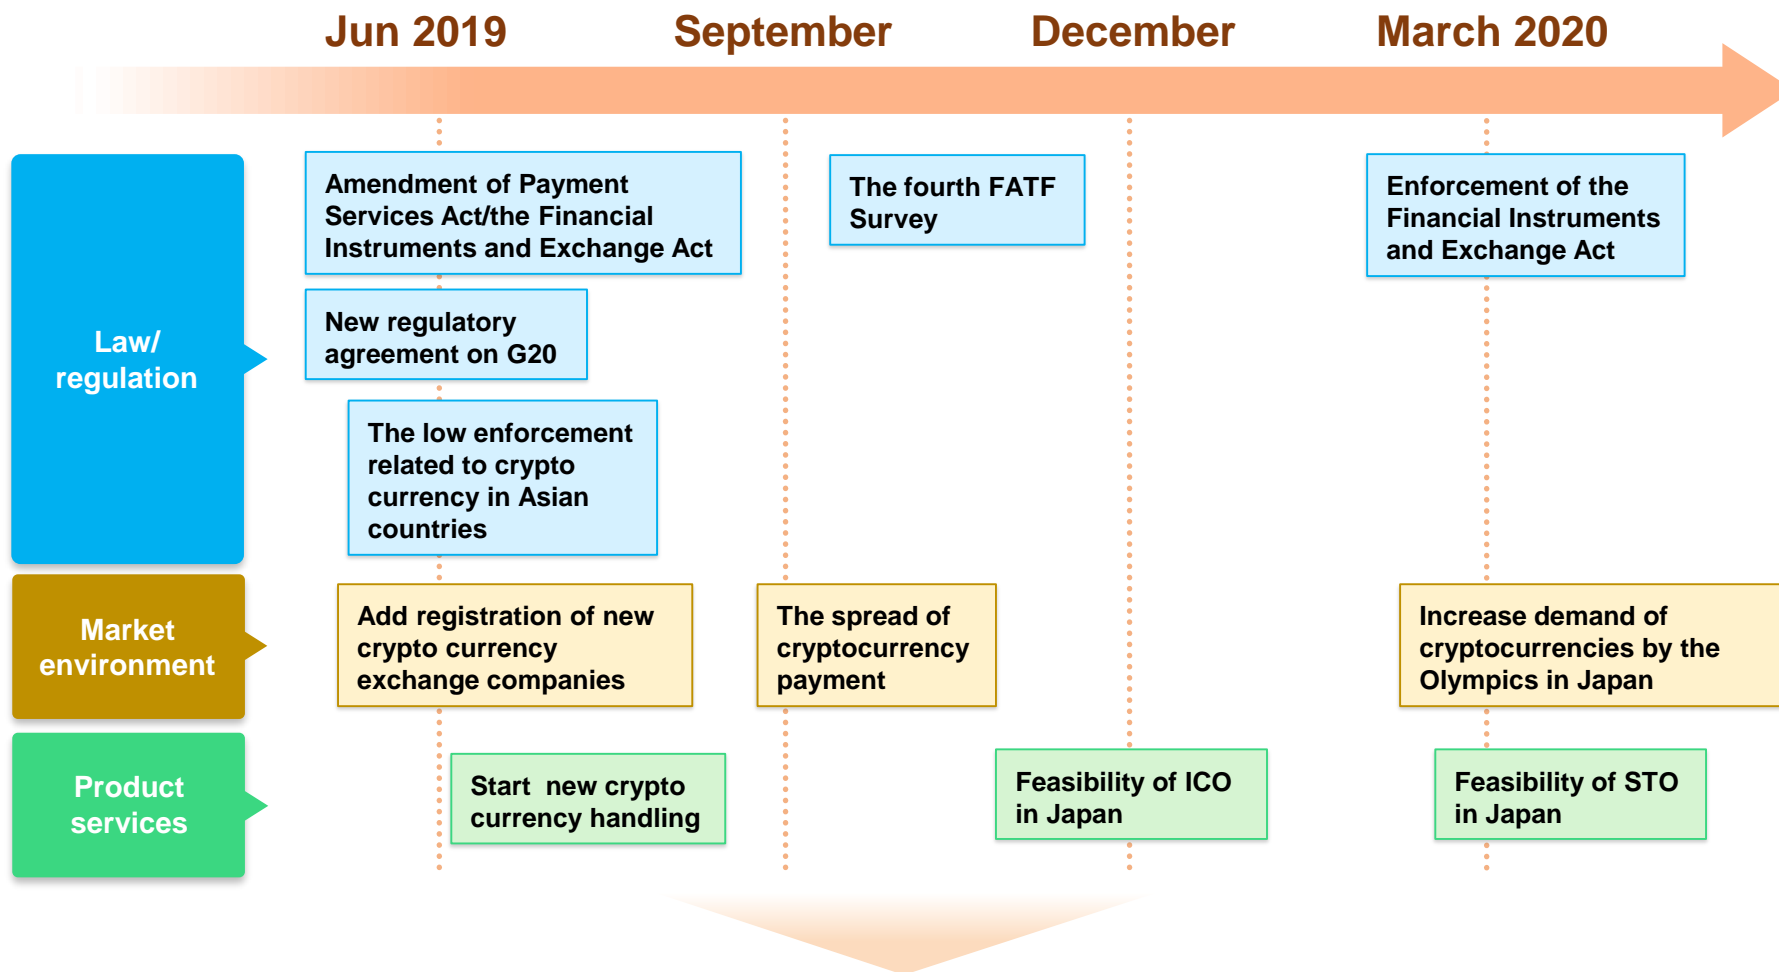 Jun 2019
September
December
March 2020
Law/
regulation
Amendment of Payment
Services Act/the Financial
Instruments and Exchange Act
The fourth FATF
Survey
Enforcement of the
Financial Instruments
and Exchange Act
New regulatory
agreement on G20
The low enforcement
related to crypto
currency in Asian
countries
Market
environment
Add registration of new
crypto currency
exchange companies
The spread of
cryptocurrency
payment
Increase demand of
cryptocurrencies by the
Olympics in Japan
Product
services
Start  new crypto
currency handling
Feasibility of ICO
in Japan
Feasibility of STO
in Japan